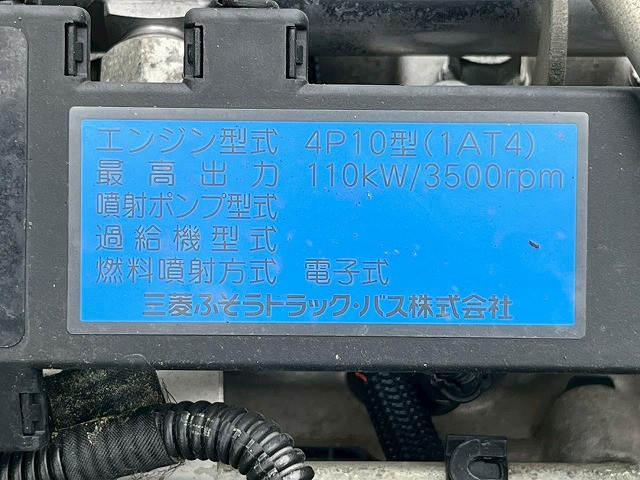 エンジン型式 4P10型(1AT4)
最高出力 110kW/3500rpm
噴射ポンプ型式
過給機型式
燃料噴射方式 電子式
三菱ふそうトラック・バス株式会社